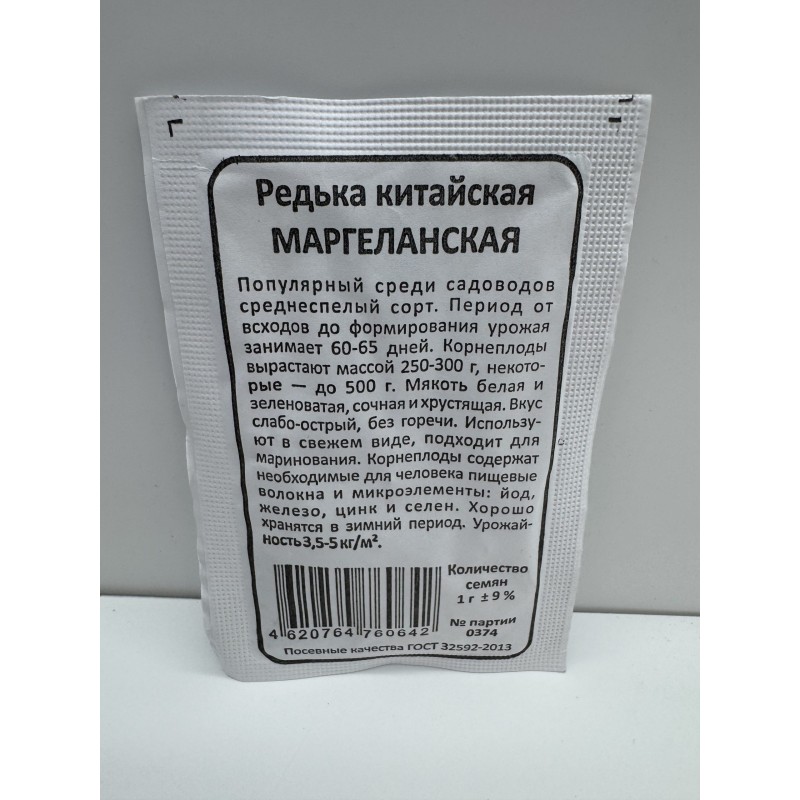 Редька китайская
МАРГЕЛАНСКАЯ
Популярный среди садоводов
среднеспелый сорт. Период от
всходов до формирования урожая
занимает 60-65 дней. Корнеплоды
вырастают массой 250-300 г, некото-
рые — до 500 г. Мякоть белая и
зеленоватая, сочная и хрустящая. Вкус
слабо-острый, без горечи. Использу-
ют в свежем виде, подходит для
маринования. Корнеплоды содержат
необходимые для человека пищевые
волокна и микроэлементы: йод,
железо, цинк и селен. Хорошо
хранятся в зимний период. Урожай-
ность 3,5-5 кг/м².
Количество
семян
1 г ± 9 %
№ партии
0374
4 620764 760642
Посевные качества ГОСТ 32592-2013